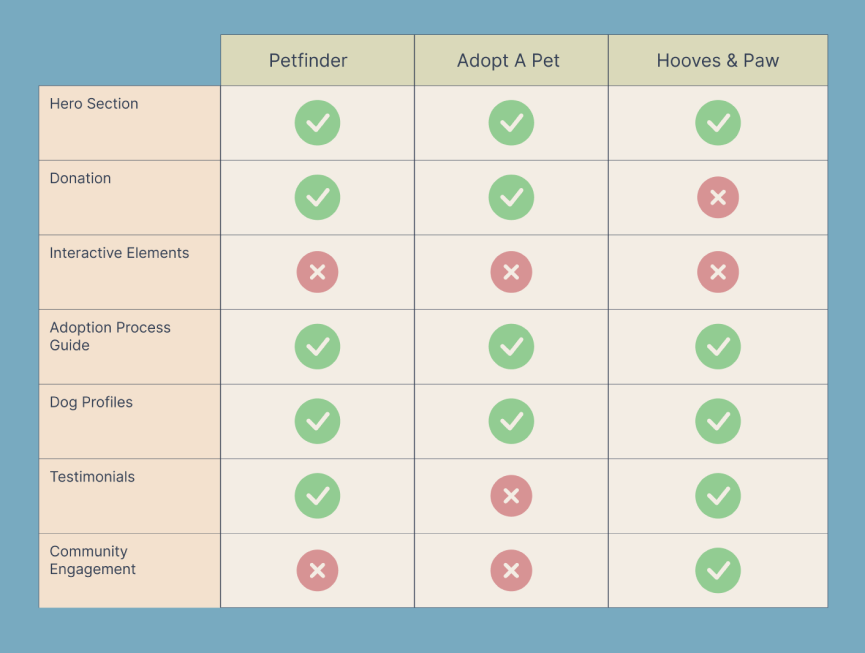 Petfinder
Adopt A Pet
Hooves & Paw
Hero Section
Donation
Interactive Elements
Adoption Process
Guide
Dog Profiles
Testimonials
Community
Engagement